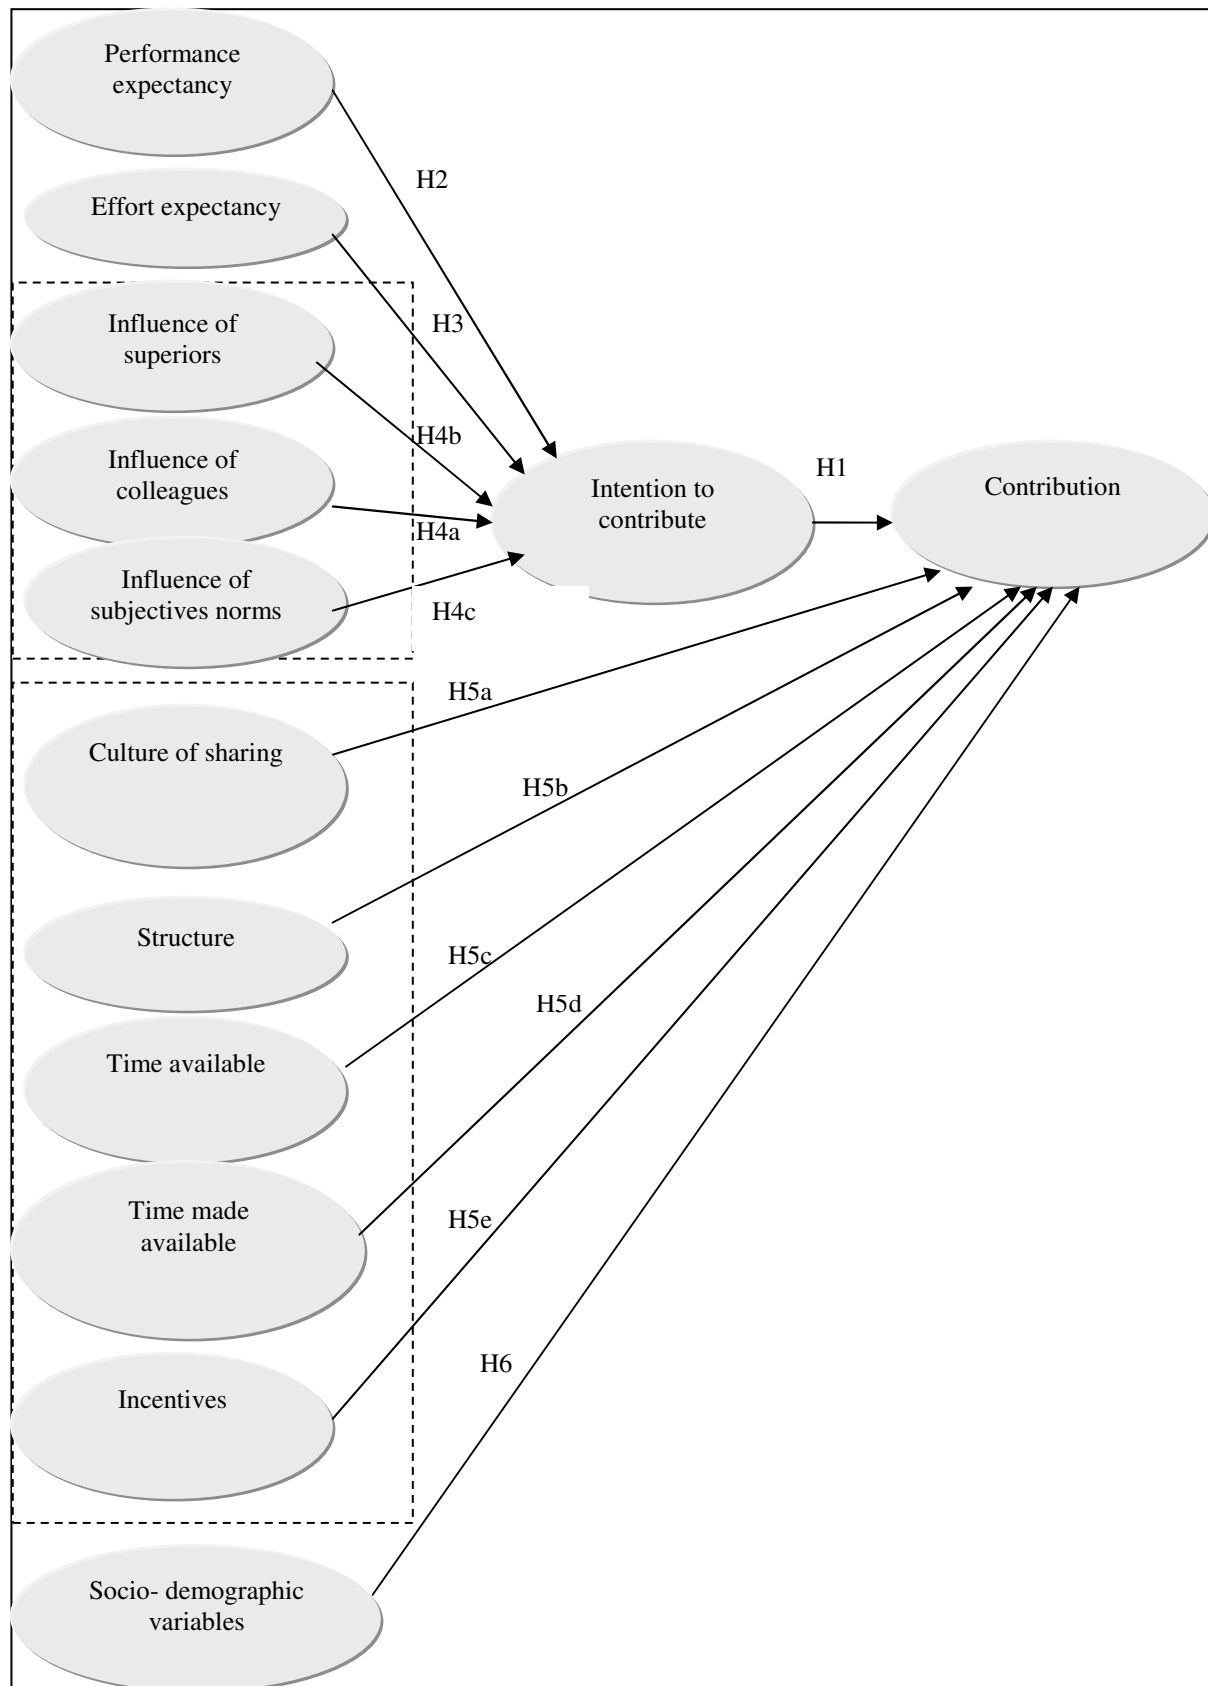 Performance
expectancy
H2
Effort expectancy
H3
Influence of
superiors
H4b
Influence of
colleagues
H4a
Influence of
subjectives norms
H4c
Intention to
contribute
H1
Contribution
H5a
Culture of sharing
H5b
Structure
H5c
H5d
Time available
Time made
available
H5e
H6
Incentives
Socio- demographic
variables